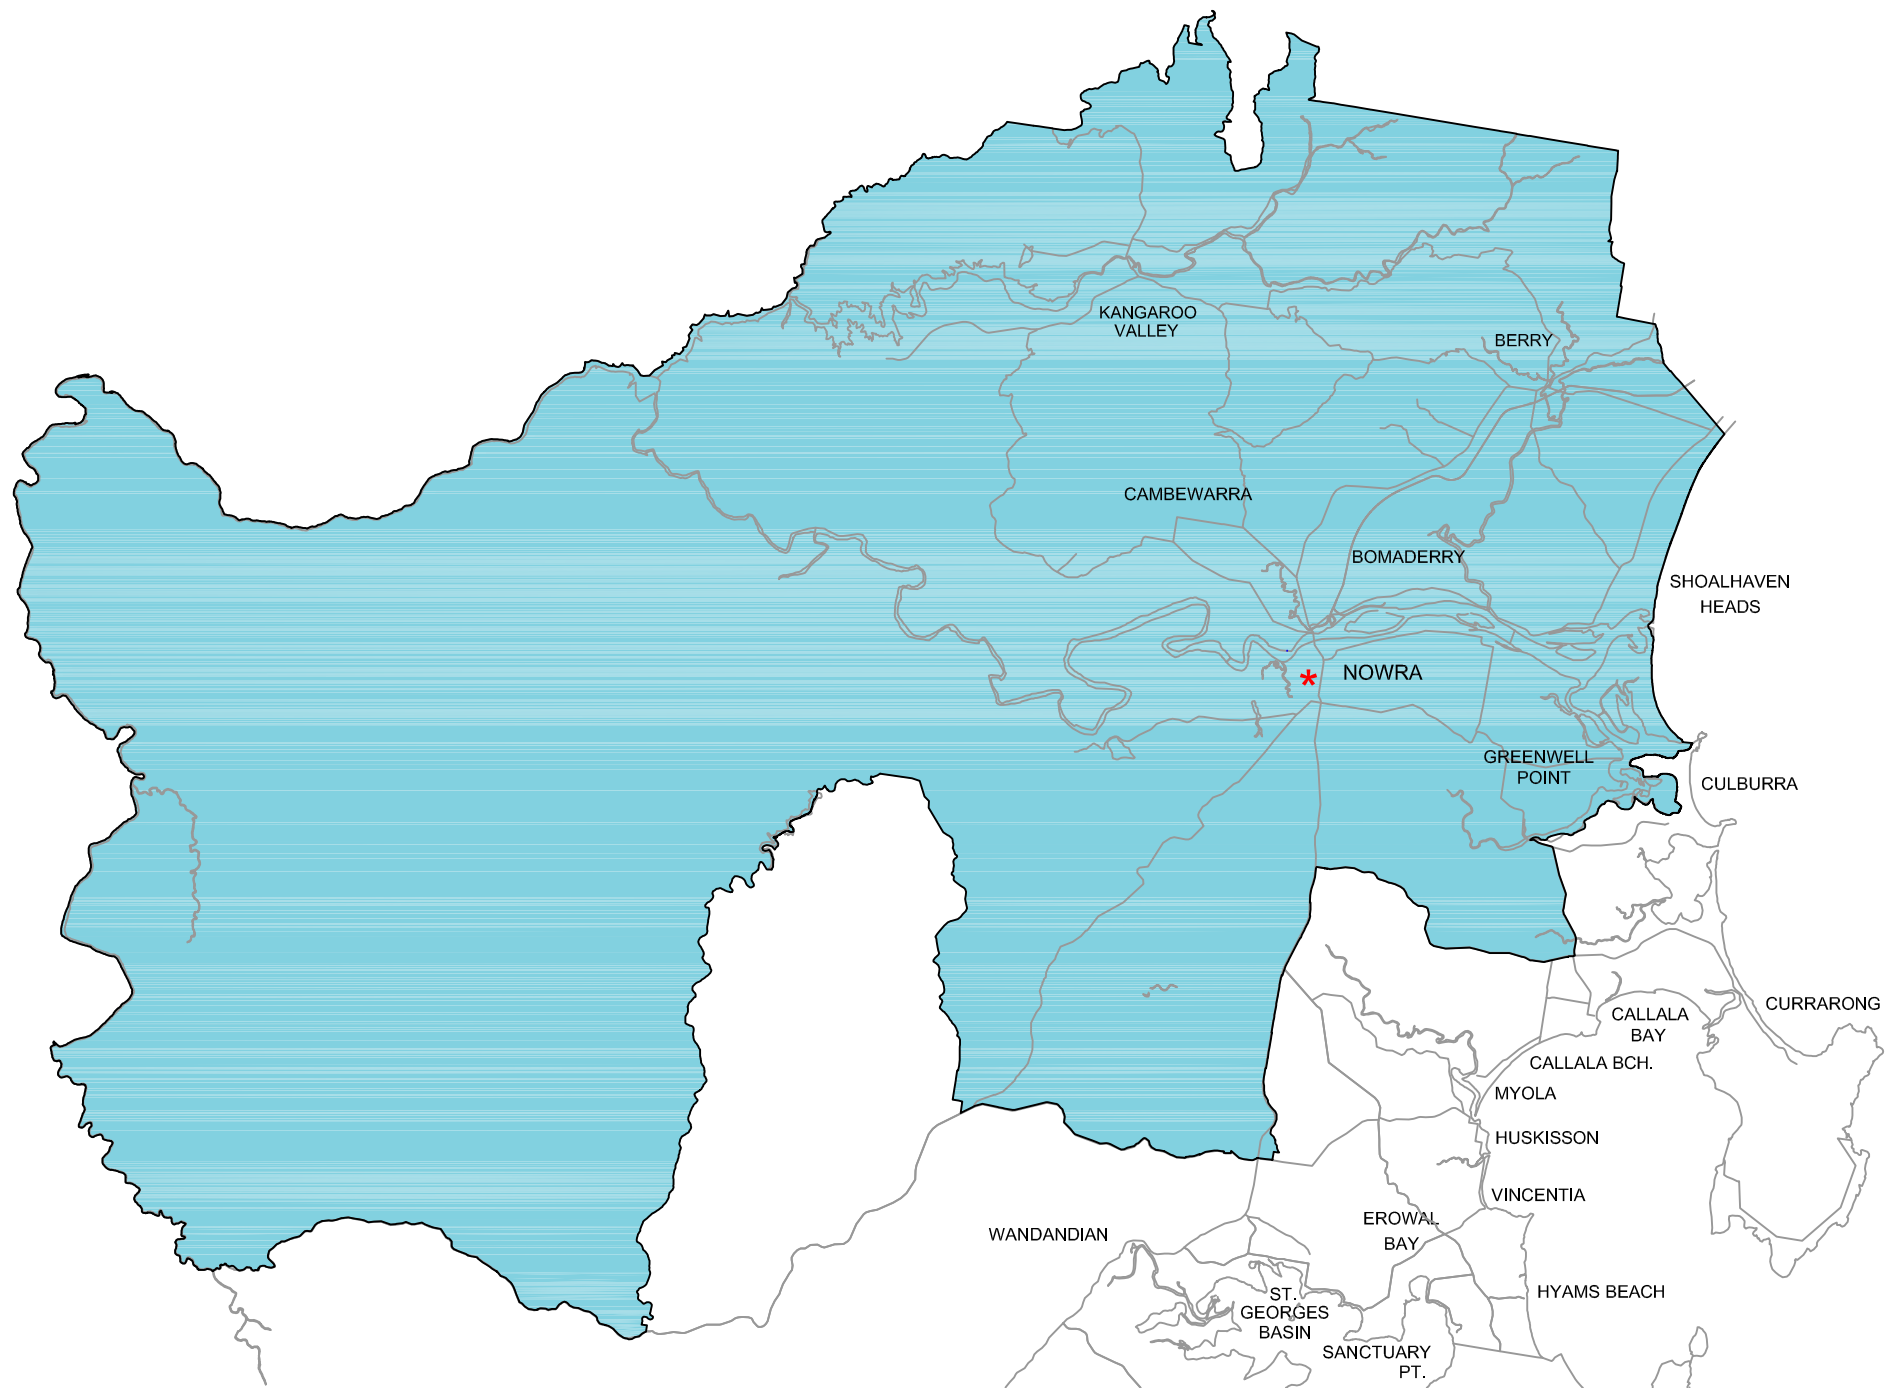 KANGAROO
VALLEY
BERRY
CAMBEWARRA
BOMADERRY
SHOALHAVEN
HEADS
* NOWRA
GREENWELL
POINT
CULBURRA
CURRARONG
CALLALA
BAY
CALLALA BCH.
MYOLA
HUSKISSON
VINCENTIA
EROWAL
BAY
WANDANDIAN
HYAMS BEACH
ST.
GEORGES
BASIN
SANCTUARY
PT.